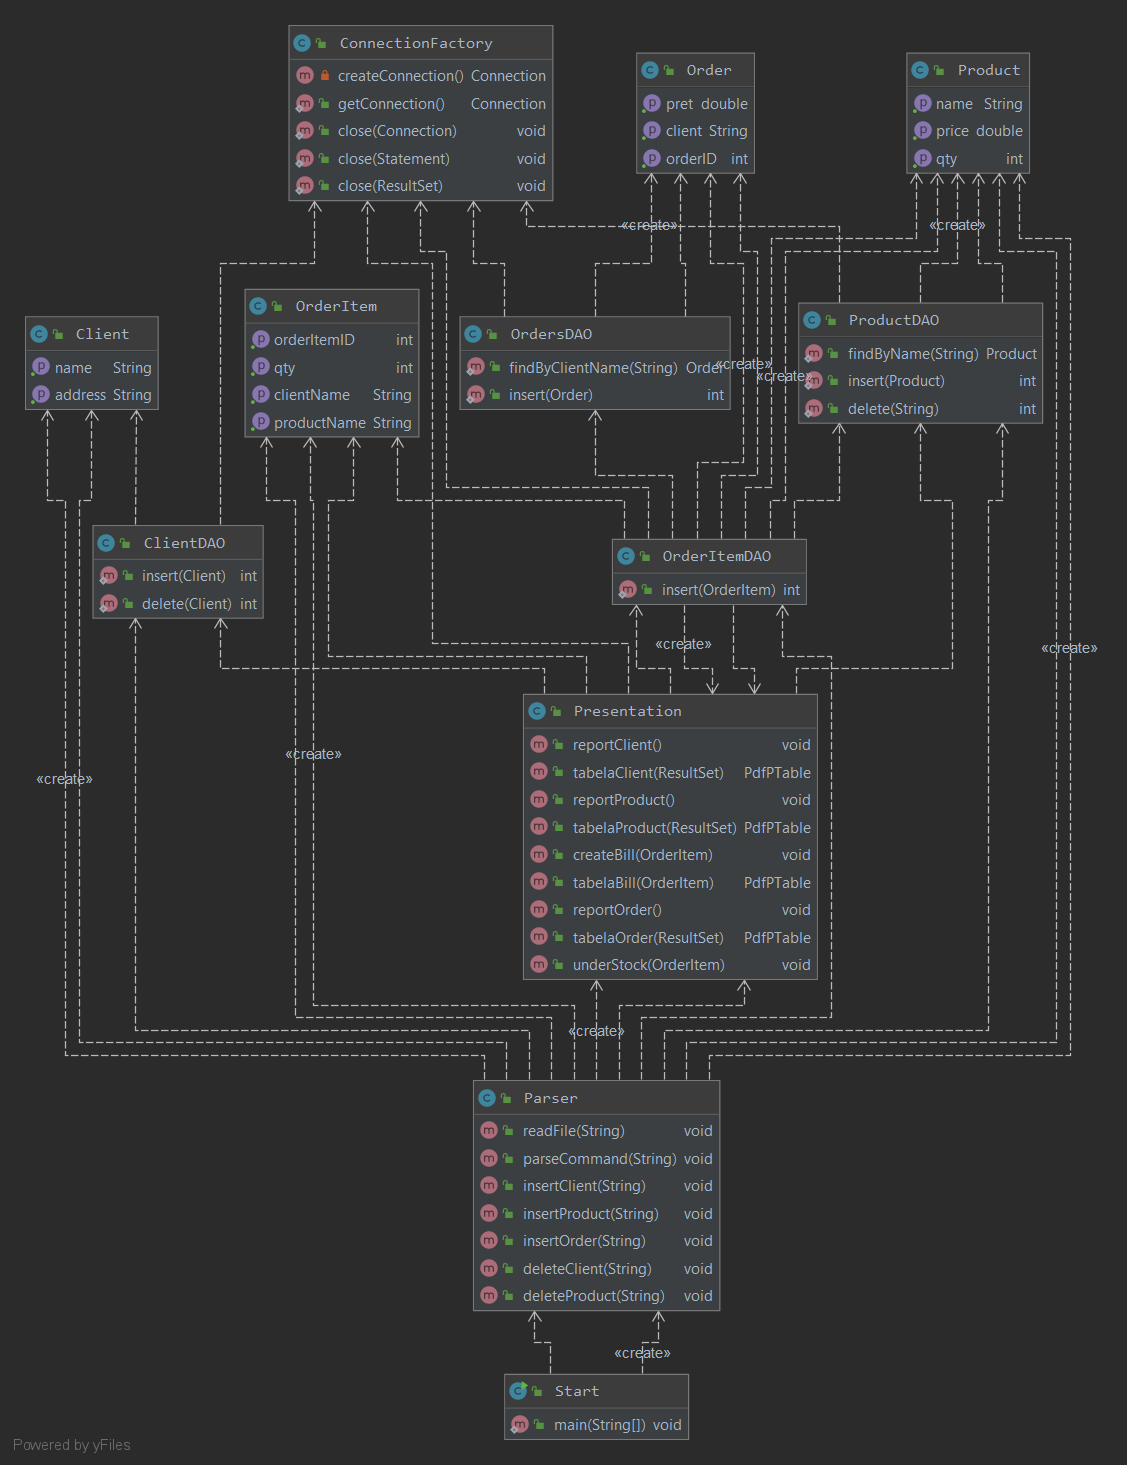 ConnectionFactory
createConnection() Connection
getConnection() Connection
close(Connection) void
close(Statement) void
close(ResultSet) void
Order
pret double
client String
orderID int
Product
name String
price double
qty int
«create»
«create»
Client
name String
address String
OrderItem
orderItemID int
qty int
clientName String
productName String
OrdersDAO
findByClientName(String) Order
insert(Order) int
«create»
«create»
ProductDAO
findByName(String) Product
insert(Product) int
delete(String) int
ClientDAO
insert(Client) int
delete(Client) int
OrderItemDAO
insert(OrderItem) int
«create»
«create»
Presentation
reportClient() void
tabelaClient(ResultSet) PdfPTable
reportProduct() void
tabelaProduct(ResultSet) PdfPTable
createBill(OrderItem) void
tabelaBill(OrderItem) PdfPTable
reportOrder() void
tabelaOrder(ResultSet) PdfPTable
underStock(OrderItem) void
«create»
«create»
«create»
Parser
readFile(String) void
parseCommand(String) void
insertClient(String) void
insertProduct(String) void
insertOrder(String) void
deleteClient(String) void
deleteProduct(String) void
«create»
Start
main(String[]) void
Powered by yFiles